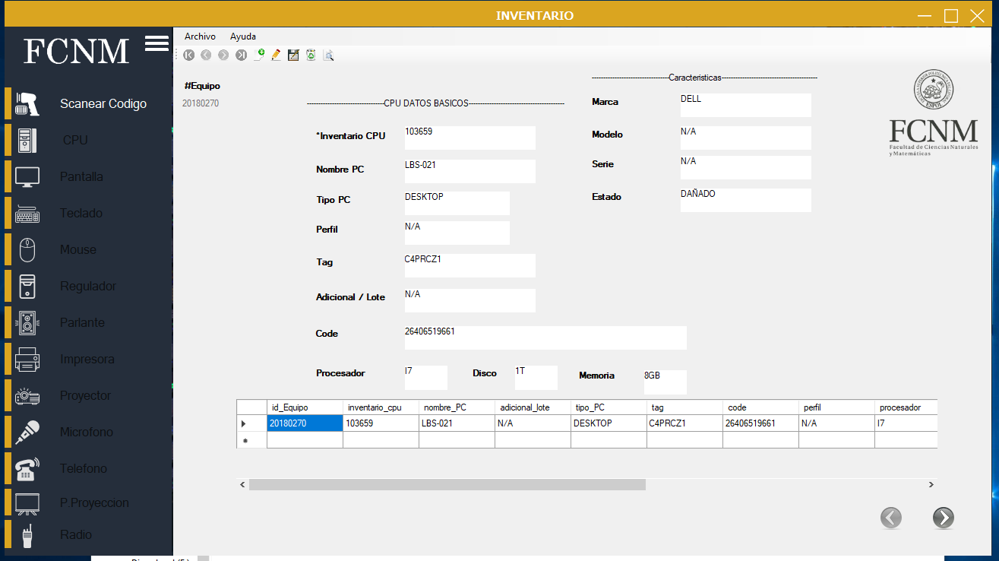 INVENTARIO
FCNM
Scanear Codigo
CPU
Pantalla
Teclado
Mouse
Regulador
Parlante
Impresora
Proyector
Microfono
Telefono
P.Proyeccion
Radio
Archivo Ayuda
#Equipo
20180270
CPU DATOS BASICOS
*Inventario CPU 103659
Nombre PC LBS-021
Tipo PC DESKTOP
Perfil N/A
Tag C4PRCZ1
Adicional / Lote N/A
Code 26406519661
Procesador I7 Disco 1T Memoria 8GB
Caracteristicas
Marca DELL
Modelo N/A
Serie N/A
Estado DAÑADO
ESPOL
FCNM
Facultad de Ciencias Naturales
y Matemáticas
id_Equipo inventario_cpu nombre_PC adicional_lote tipo_PC tag code perfil procesador
20180270 103659 LBS-021 N/A DESKTOP C4PRCZ1 26406519661 N/A I7